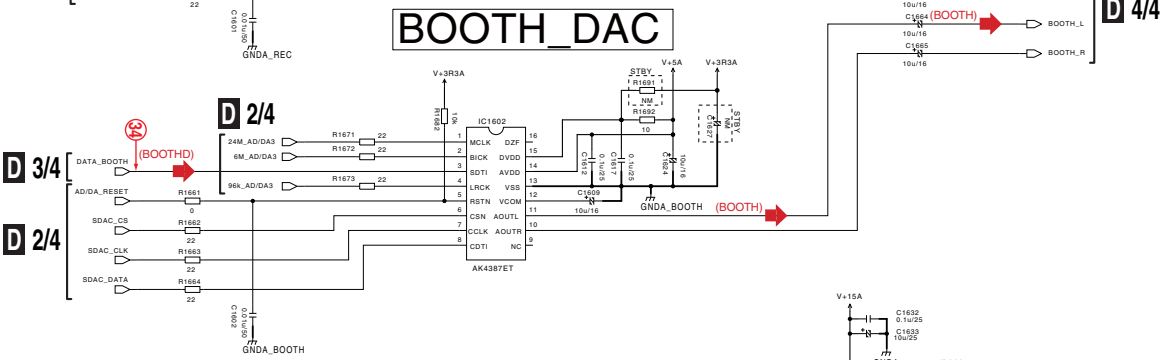 22
C1601
0.01u/50
GNDA_REC
BOOTH_DAC
10u/16
C1664
(BOOTH)
BOOTH_L
D 4/4
10u/16
C1665
BOOTH_R
10u/16
V+3R3A
R1682
10k
STBY
R1691
NM
V+5A
V+3R3A
R1692
10
STBY
NM
C1627
D 2/4
34
(BOOTHD)
D 3/4
DATA_BOOTH
24M_AD/DA3
R1671
22
6M_AD/DA3
R1672
22
96k_AD/DA3
R1673
22
IC1602
1 MCLK DZF 16
2 BICK DVDD 15
3 SDTI AVDD 14
4 LRCK VSS 13
5 RSTN VCOM 12
6 CSN AOUTL 11
7 CCLK AOUTR 10
8 CDTI NC 9
AK4387ET
C1612
0.1u/25
C1617
0.1u/25
C1624
10u/16
C1609
10u/16
GNDA_BOOTH
(BOOTH)
D 2/4
AD/DA_RESET
R1661
0
SDAC_CS
R1662
22
SDAC_CLK
R1663
22
SDAC_DATA
R1664
22
C1602
0.01u/50
GNDA_BOOTH
V+15A
C1632
0.1u/25
C1633
10u/25